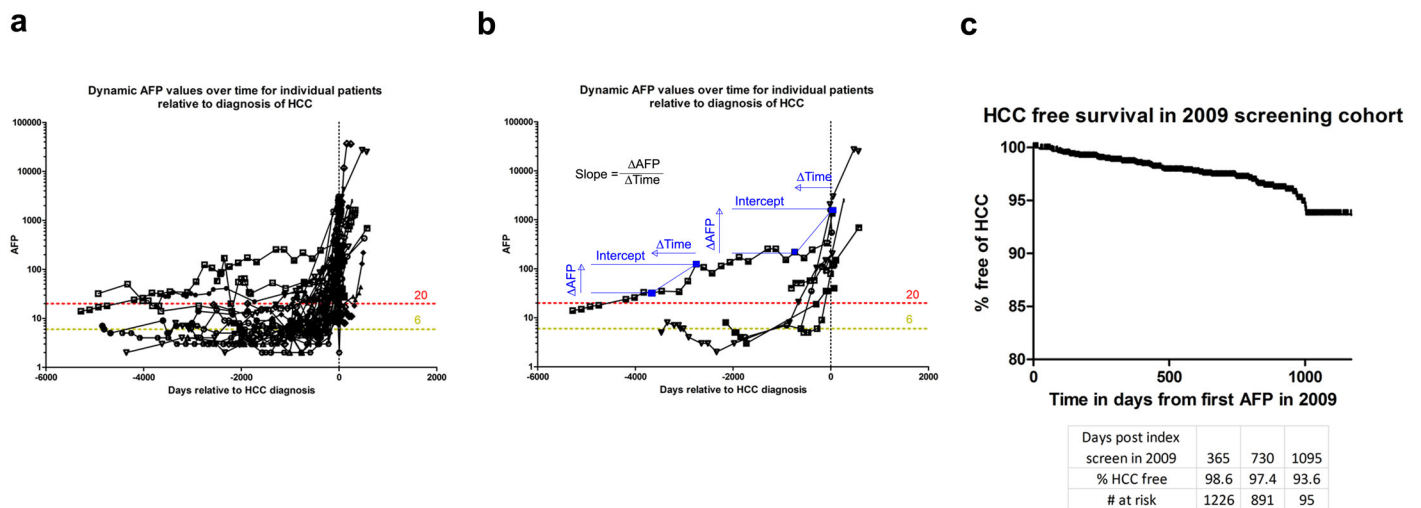 a
Dynamic AFP values over time for individual patients
relative to diagnosis of HCC
100000
10000
1000
100
10
1
AFP
20
6
-6000 -4000 -2000 0 2000
Days relative to HCC diagnosis
b
Dynamic AFP values over time for individual patients
relative to diagnosis of HCC
100000
10000
1000
100
10
1
AFP
Slope = ΔAFP
ΔTime
ΔTime
Intercept
ΔAFP
ΔTime
Intercept
ΔAFP
20
6
-6000 -4000 -2000 0 2000
Days relative to HCC diagnosis
c
HCC free survival in 2009 screening cohort
100
95
90
85
80
% free of HCC
0 500 1000
Time in days from first AFP in 2009
Days post index
screen in 2009 365 730 1095
% HCC free 98.6 97.4 93.6
# at risk 1226 891 95